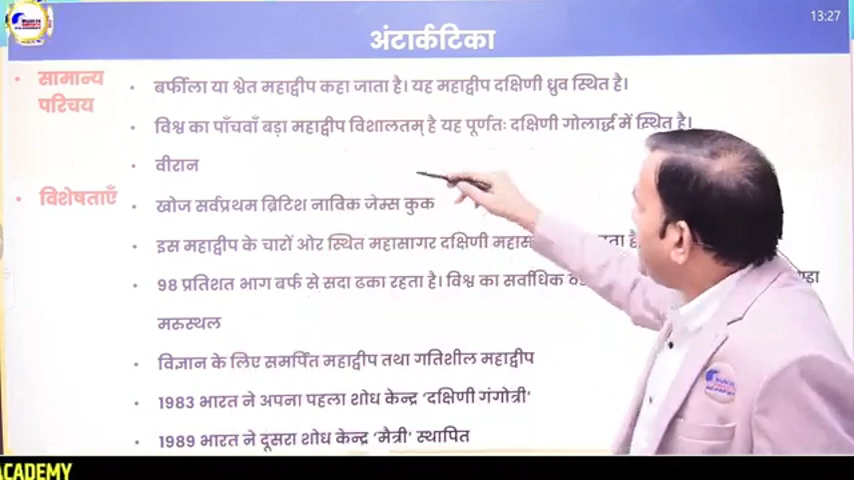 13:27
अंटार्कटिका
सामान्य परिचय
बर्फीला या श्वेत महाद्वीप कहा जाता है। यह महाद्वीप दक्षिणी ध्रुव स्थित है।
विश्व का पाँचवाँ बड़ा महाद्वीप विशालतम् है यह पूर्णतः दक्षिणी गोलार्द्ध में स्थित है।
वीरान
विशेषताएँ
खोज सर्वप्रथम ब्रिटिश नाविक जेम्स कुक
इस महाद्वीप के चारों ओर स्थित महासागर दक्षिणी
98 प्रतिशत भाग बर्फ से सदा ढका रहता है। विश्व का सर्वाधिक
मरुस्थल
विज्ञान के लिए समर्पित महाद्वीप तथा गतिशील महाद्वीप
1983 भारत ने अपना पहला शोध केन्द्र ‘दक्षिणी गंगोत्री’
1989 भारत ने दूसरा शोध केन्द्र ‘मैत्री’ स्थापित
ACADEMY